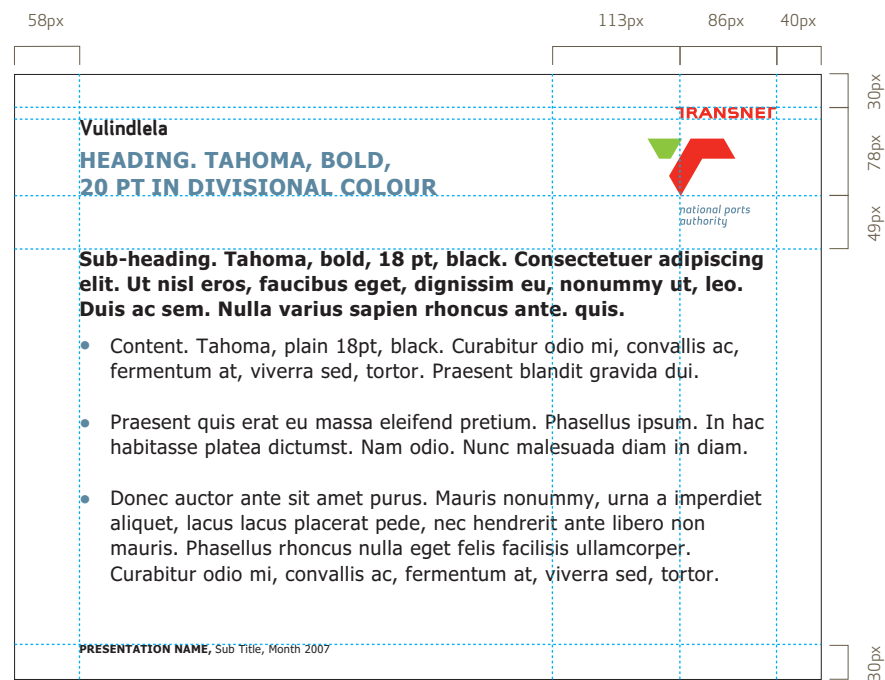 58px
113px
86px
40px
30px
TRANSNET
Vulindlela
78px
HEADING. TAHOMA, BOLD,
20 PT IN DIVISIONAL COLOUR
national ports
authority
49px
Sub-heading. Tahoma, bold, 18 pt, black. Consectetuer adipiscing
elit. Ut nisl eros, faucibus eget, dignissim eu, nonummy ut, leo.
Duis ac sem. Nulla varius sapien rhoncus ante. quis.
• Content. Tahoma, plain 18pt, black. Curabitur odio mi, convallis ac,
fermentum at, viverra sed, tortor. Praesent blandit gravida dui.
• Praesent quis erat eu massa eleifend pretium. Phasellus ipsum. In hac
habitasse platea dictumst. Nam odio. Nunc malesuada diam in diam.
• Donec auctor ante sit amet purus. Mauris nonummy, urna a imperdiet
aliquet, lacus lacus placerat pede, nec hendrerit ante libero non
mauris. Phasellus rhoncus nulla eget felis facilisis ullamcorper.
Curabitur odio mi, convallis ac, fermentum at, viverra sed, tortor.
PRESENTATION NAME, Sub Title, Month 2007
30px